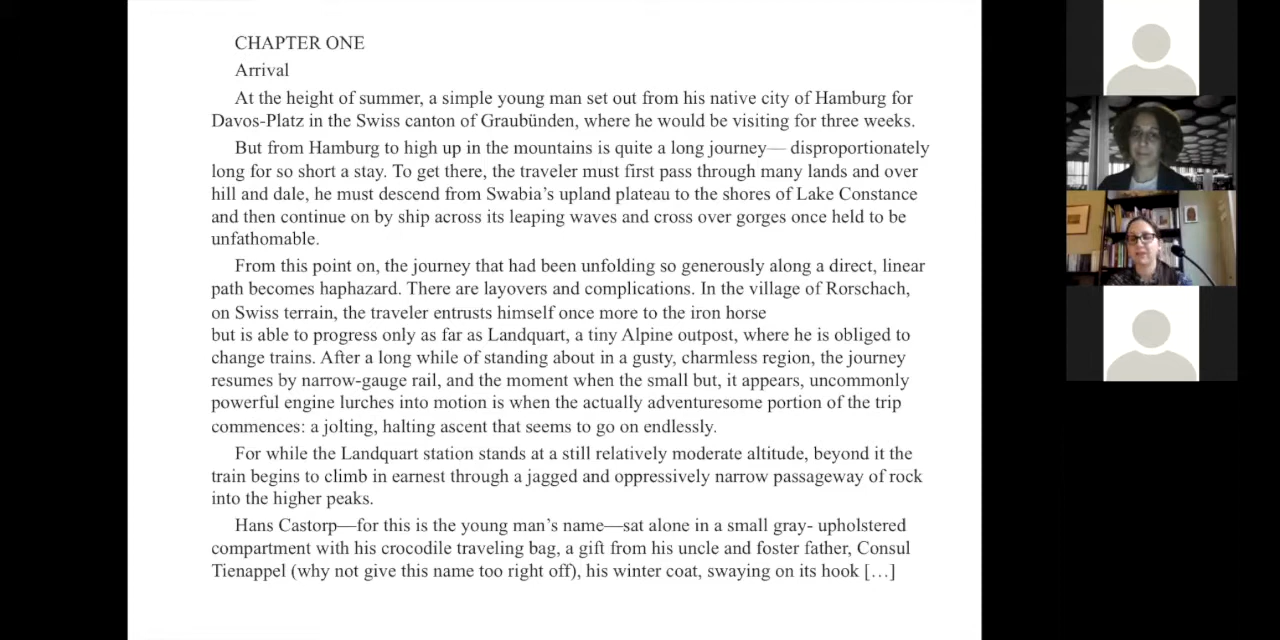 CHAPTER ONE
Arrival
At the height of summer, a simple young man set out from his native city of Hamburg for
Davos-Platz in the Swiss canton of Graubünden, where he would be visiting for three weeks.
But from Hamburg to high up in the mountains is quite a long journey— disproportionately
long for so short a stay. To get there, the traveler must first pass through many lands and over
hill and dale, he must descend from Swabia’s upland plateau to the shores of Lake Constance
and then continue on by ship across its leaping waves and cross over gorges once held to be
unfathomable.
From this point on, the journey that had been unfolding so generously along a direct, linear
path becomes haphazard. There are layovers and complications. In the village of Rorschach,
on Swiss terrain, the traveler entrusts himself once more to the iron horse
but is able to progress only as far as Landquart, a tiny Alpine outpost, where he is obliged to
change trains. After a long while of standing about in a gusty, charmless region, the journey
resumes by narrow-gauge rail, and the moment when the small but, it appears, uncommonly
powerful engine lurches into motion is when the actually adventuresome portion of the trip
commences: a jolting, halting ascent that seems to go on endlessly.
For while the Landquart station stands at a still relatively moderate altitude, beyond it the
train begins to climb in earnest through a jagged and oppressively narrow passageway of rock
into the higher peaks.
Hans Castorp—for this is the young man’s name—sat alone in a small gray- upholstered
compartment with his crocodile traveling bag, a gift from his uncle and foster father, Consul
Tienappel (why not give this name too right off), his winter coat, swaying on its hook […]